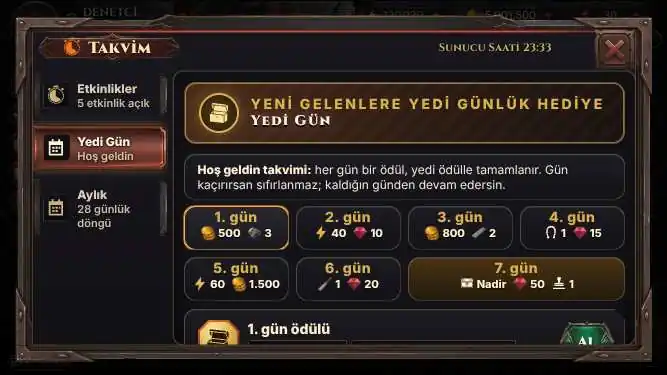 DENETCİ
TAKVİM
SUNUCU SAATİ 23:33
Etkinlikler
5 etkinlik açık
Yedi Gün
Hoş geldin
Aylık
28 günlük
döngü
YENİ GELENLERE YEDİ GÜNLÜK HEDİYE
YEDİ GÜN
Hoş geldin takvimi: her gün bir ödül, yedi ödülle tamamlanır. Gün
kaçırırsan sıfırlanmaz; kaldığın günden devam edersin.
1. gün
500 3
2. gün
40 10
3. gün
800 2
4. gün
1 15
5. gün
60 1.500
6. gün
1 20
7. gün
Nadir 50 1
1. gün ödülü
AL